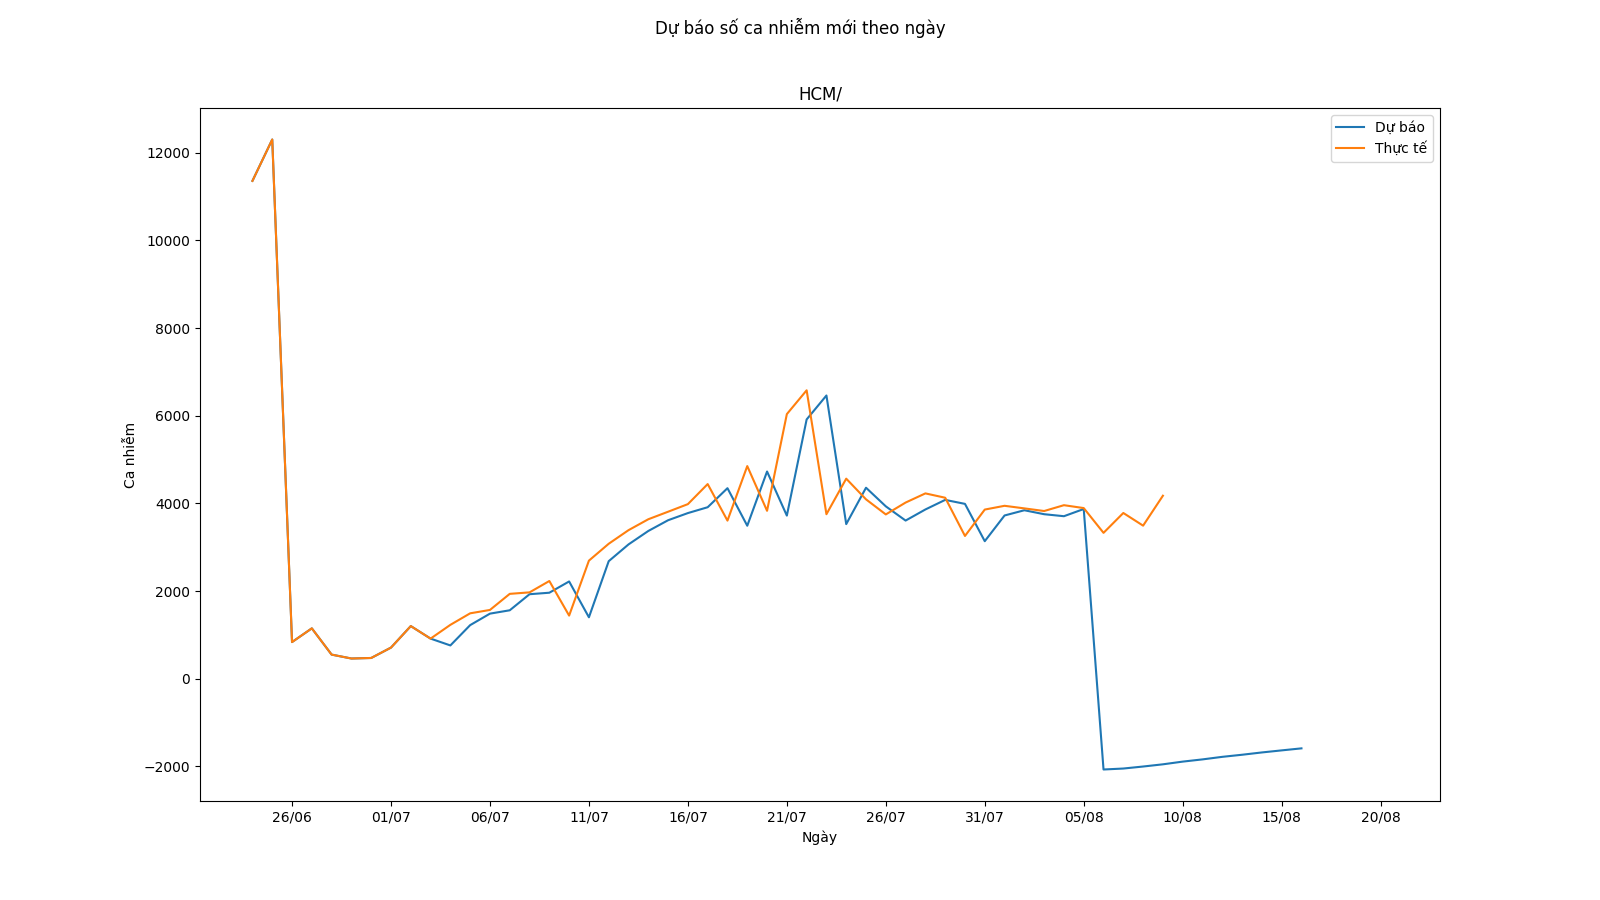 Dự báo số ca nhiễm mới theo ngày
HCM/
Dự báo
Thực tế
12000
10000
8000
6000
4000
2000
0
−2000
Ca nhiễm
26/06 01/07 06/07 11/07 16/07 21/07 26/07 31/07 05/08 10/08 15/08 20/08
Ngày